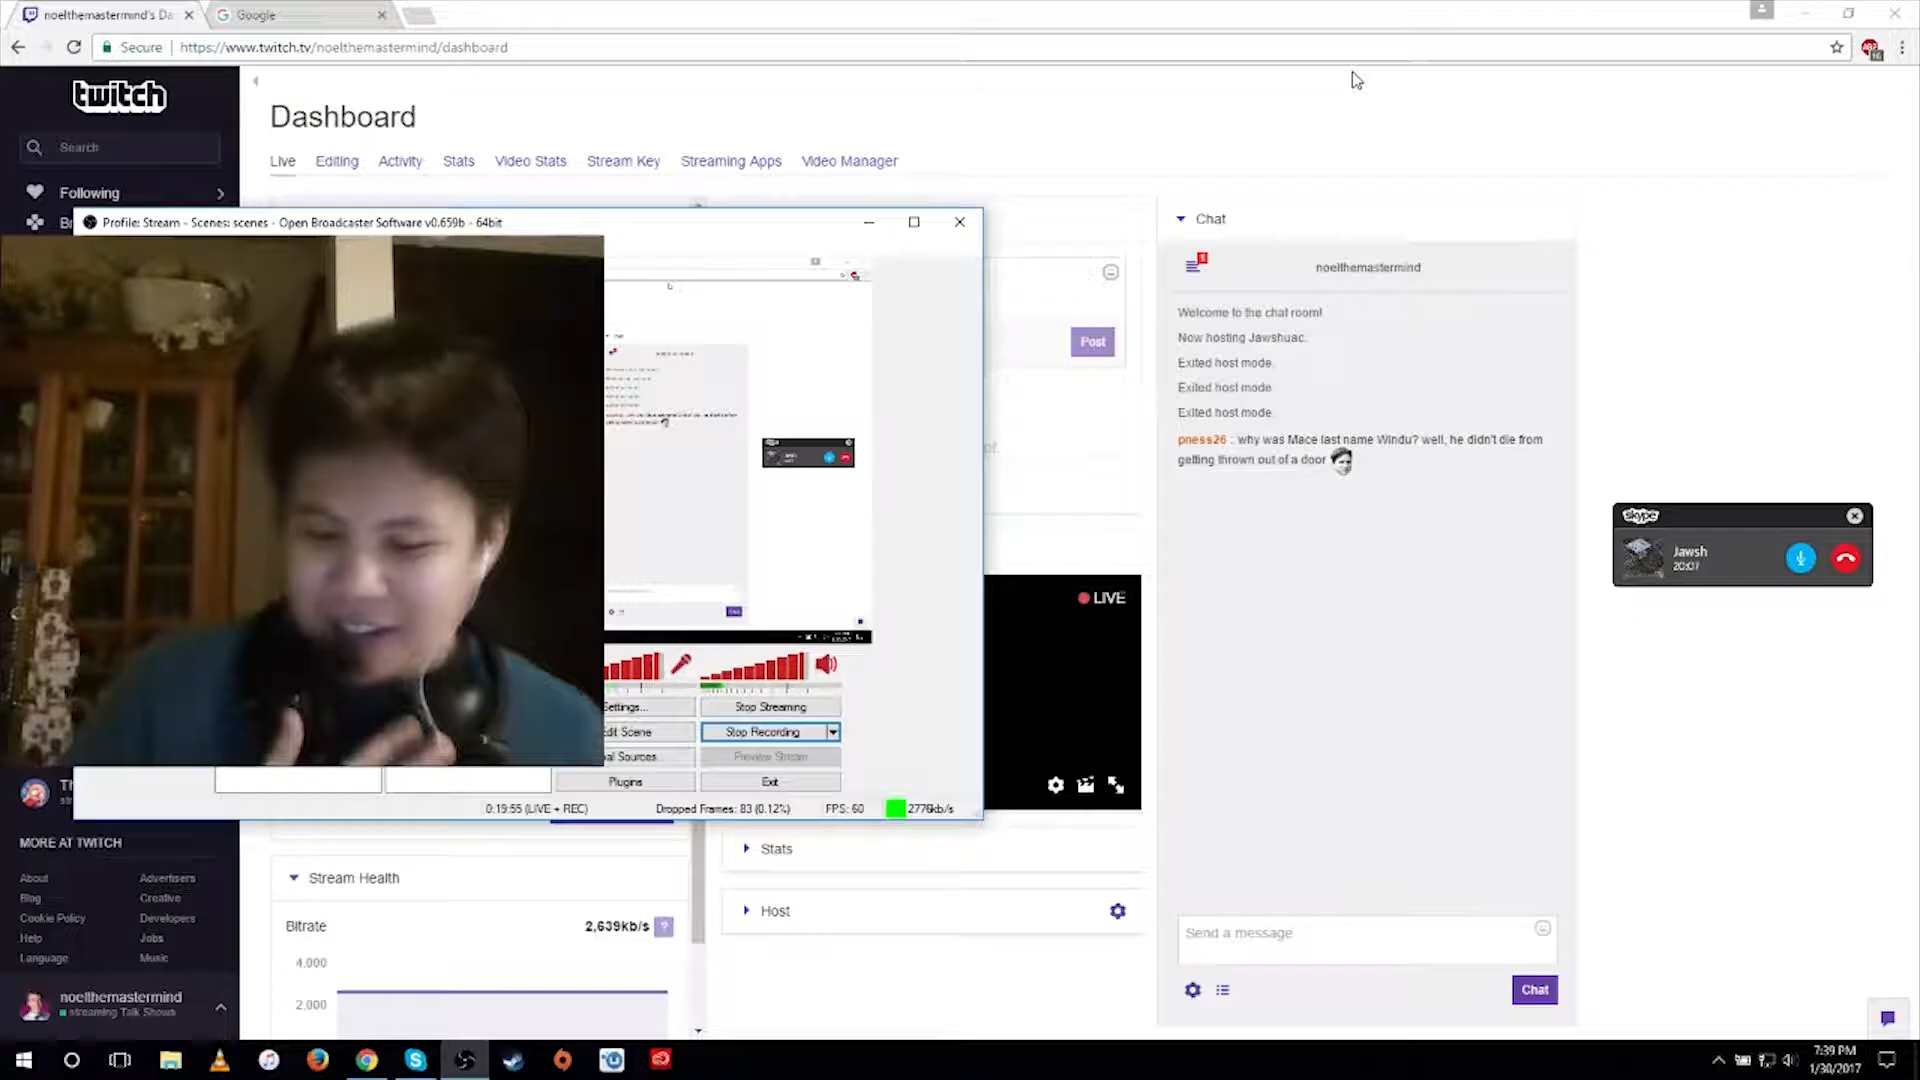 noelthemastermind's Da
Google
Secure
https://www.twitch.tv/noelthemastermind/dashboard
twitch
Search
Following
Dashboard
Live Editing Activity Stats Video Stats Stream Key Streaming Apps Video Manager
Profile: Stream - Scenes: scenes - Open Broadcaster Software v0.659b - 64bit
Post
LIVE
Settings...
Stop Streaming
Edit Scene
Stop Recording
Sources
Preview Stream
Plugins
Exit
0:19:55 (LIVE + REC)
Dropped Frames: 83 (0.12%)
FPS: 60
2776kb/s
Chat
noelthemastermind
Welcome to the chat room!
Now hosting Jawshuac.
Exited host mode.
Exited host mode
Exited host mode
pness26 : why was Mace last name Windu? well, he didn't die from
getting thrown out of a door
skype
Jawsh
20:07
MORE AT TWITCH
About
Advertisers
Blog
Creative
Cookie Policy
Developers
Help
Jobs
Language
Music
noelthemastermind
streaming Talk Shows
Stream Health
Bitrate
2,639kb/s ?
4,000
2,000
Stats
Host
Send a message
Chat
7:39 PM
1/30/2017